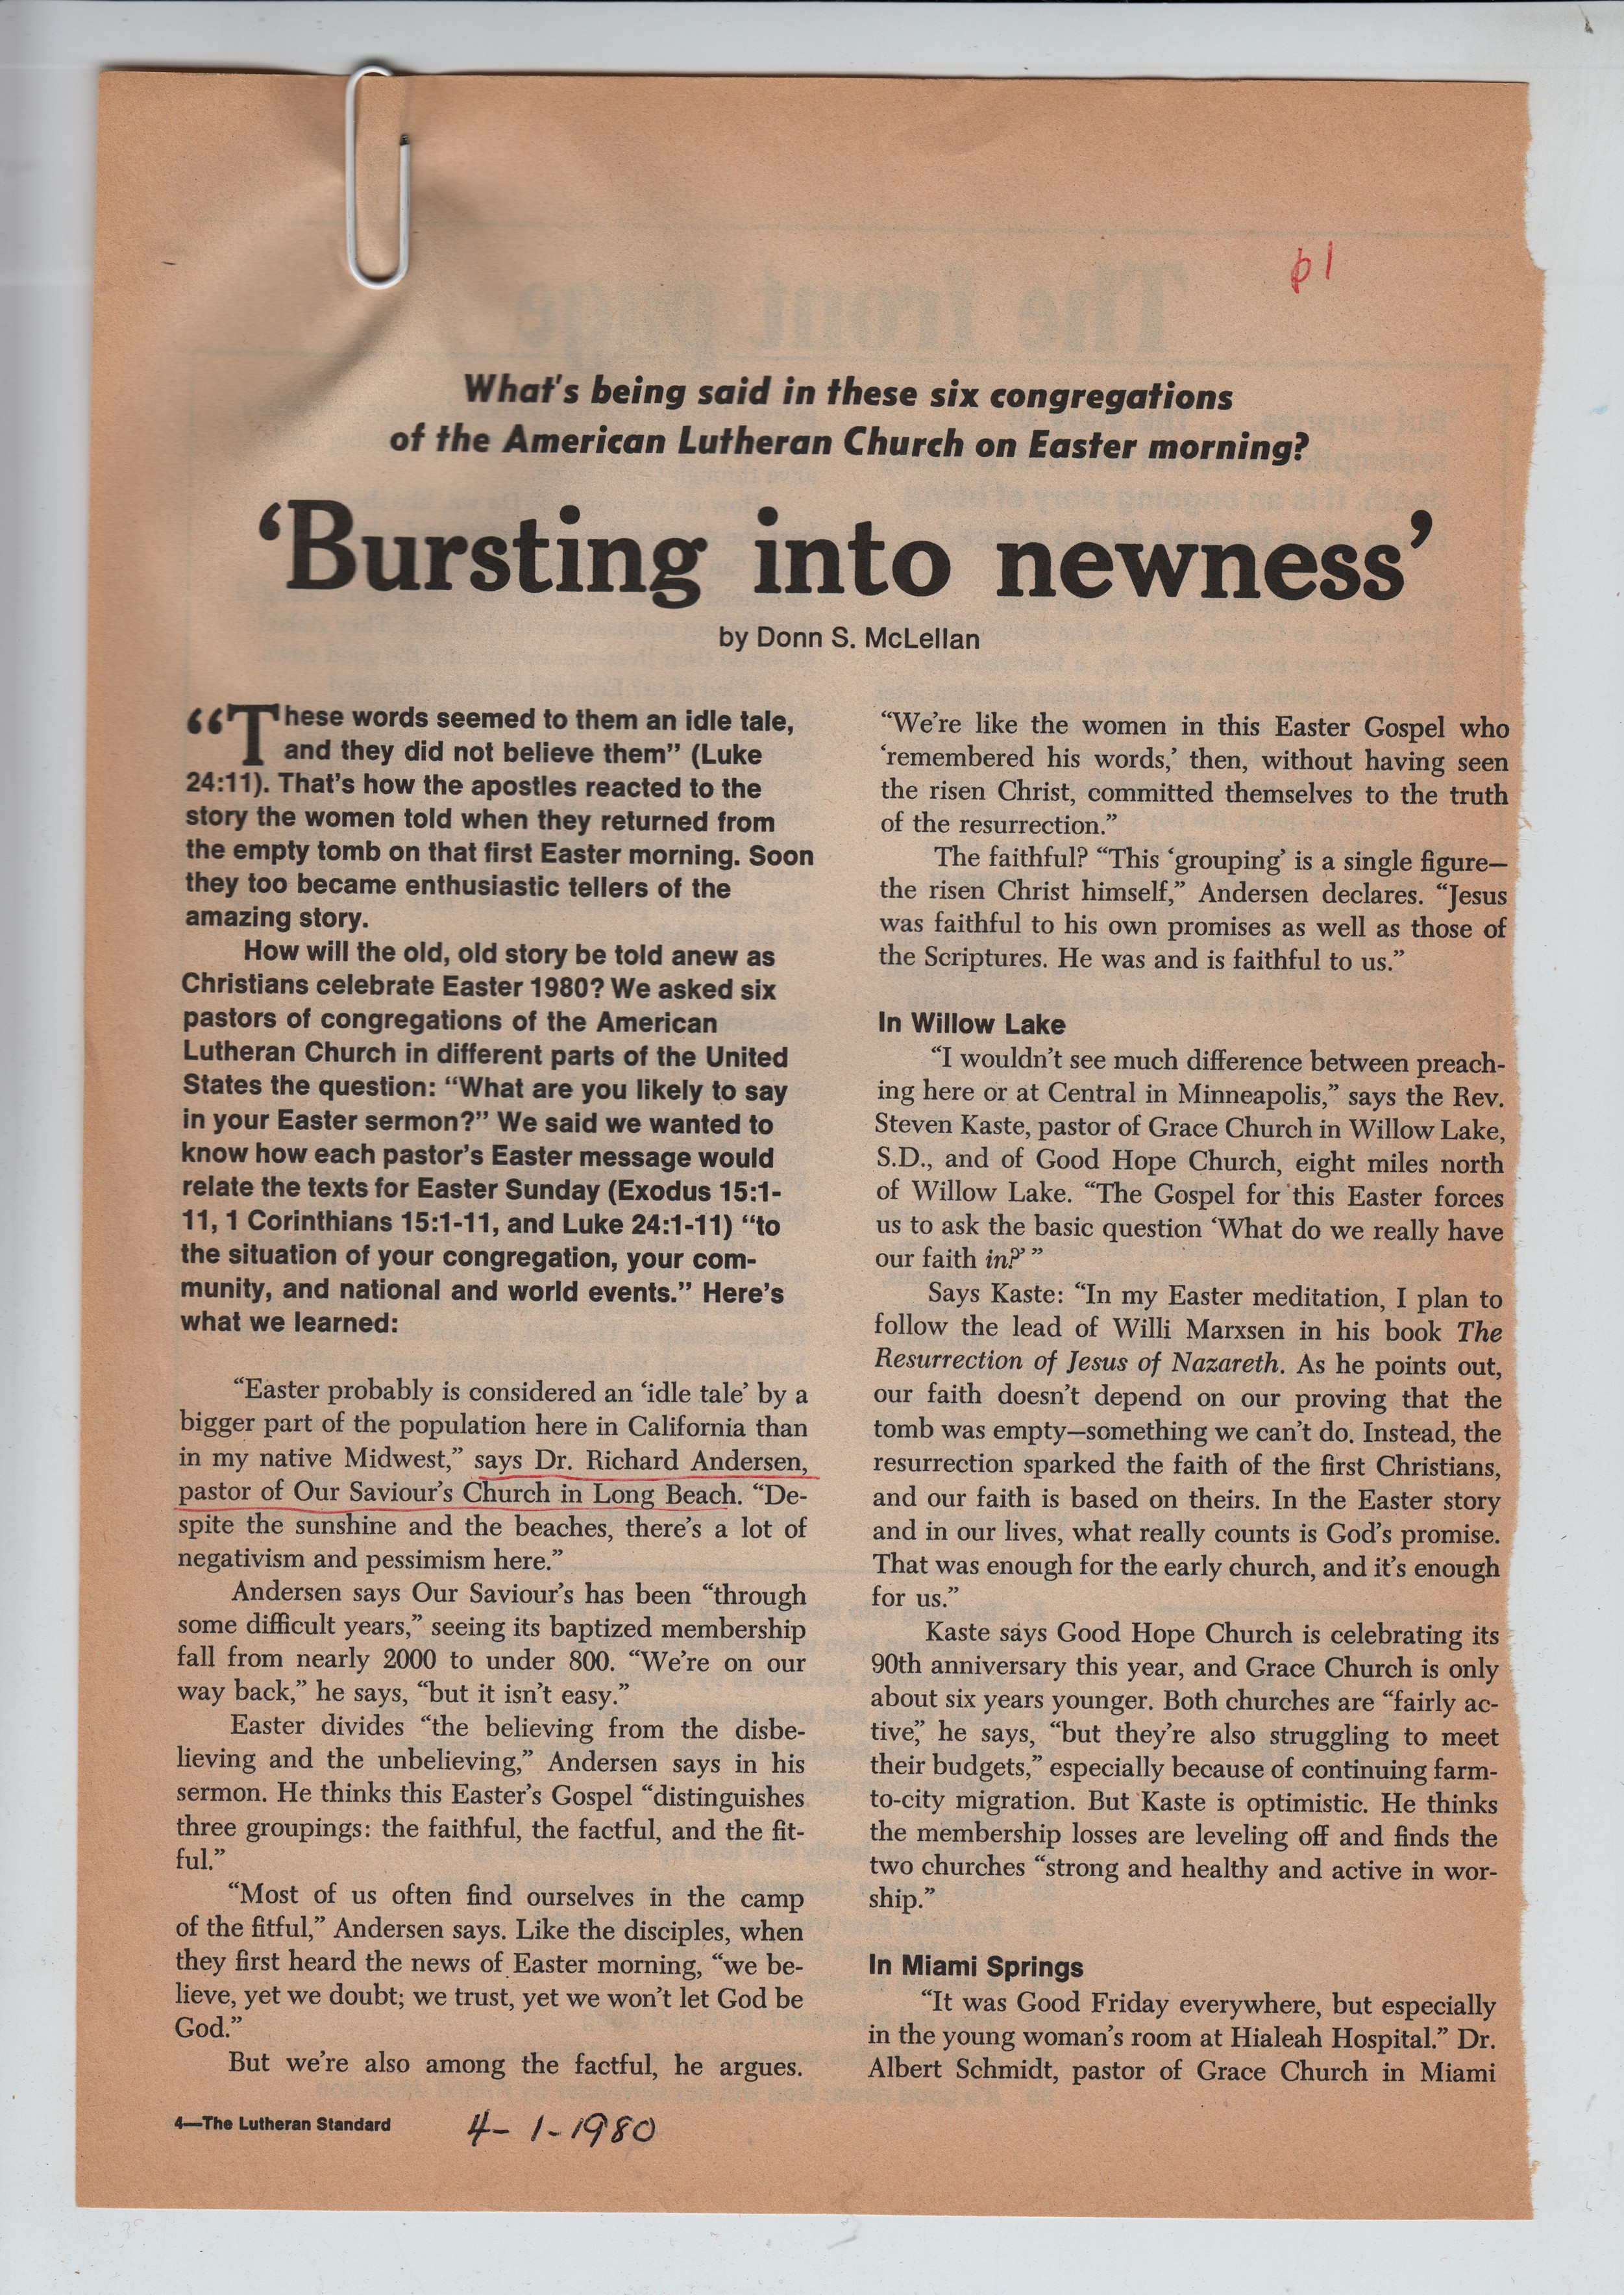 p1
What's being said in these six congregations
of the American Lutheran Church on Easter morning?
‘Bursting into newness’
by Donn S. McLellan
“These words seemed to them an idle tale,
and they did not believe them” (Luke
24:11). That’s how the apostles reacted to the
story the women told when they returned from
the empty tomb on that first Easter morning. Soon
they too became enthusiastic tellers of the
amazing story.
How will the old, old story be told anew as
Christians celebrate Easter 1980? We asked six
pastors of congregations of the American
Lutheran Church in different parts of the United
States the question: “What are you likely to say
in your Easter sermon?” We said we wanted to
know how each pastor’s Easter message would
relate the texts for Easter Sunday (Exodus 15:1-
11, 1 Corinthians 15:1-11, and Luke 24:1-11) “to
the situation of your congregation, your com-
munity, and national and world events.” Here’s
what we learned:
“Easter probably is considered an ‘idle tale’ by a
bigger part of the population here in California than
in my native Midwest,” says Dr. Richard Andersen,
pastor of Our Saviour’s Church in Long Beach. “De-
spite the sunshine and the beaches, there’s a lot of
negativism and pessimism here.”
Andersen says Our Saviour’s has been “through
some difficult years,” seeing its baptized membership
fall from nearly 2000 to under 800. “We’re on our
way back,” he says, “but it isn’t easy.”
Easter divides “the believing from the disbe-
lieving and the unbelieving,” Andersen says in his
sermon. He thinks this Easter’s Gospel “distinguishes
three groupings: the faithful, the factful, and the fit-
ful.”
“Most of us often find ourselves in the camp
of the fitful,” Andersen says. Like the disciples, when
they first heard the news of Easter morning, “we be-
lieve, yet we doubt; we trust, yet we won’t let God be
God.”
But we’re also among the factful, he argues.
“We’re like the women in this Easter Gospel who
‘remembered his words,’ then, without having seen
the risen Christ, committed themselves to the truth
of the resurrection.”
The faithful? “This ‘grouping’ is a single figure—
the risen Christ himself,” Andersen declares. “Jesus
was faithful to his own promises as well as those of
the Scriptures. He was and is faithful to us.”
In Willow Lake
“I wouldn’t see much difference between preach-
ing here or at Central in Minneapolis,” says the Rev.
Steven Kaste, pastor of Grace Church in Willow Lake,
S.D., and of Good Hope Church, eight miles north
of Willow Lake. “The Gospel for this Easter forces
us to ask the basic question ‘What do we really have
our faith in?’ ”
Says Kaste: “In my Easter meditation, I plan to
follow the lead of Willi Marxsen in his book The
Resurrection of Jesus of Nazareth. As he points out,
our faith doesn’t depend on our proving that the
tomb was empty—something we can’t do. Instead, the
resurrection sparked the faith of the first Christians,
and our faith is based on theirs. In the Easter story
and in our lives, what really counts is God’s promise.
That was enough for the early church, and it’s enough
for us.”
Kaste says Good Hope Church is celebrating its
90th anniversary this year, and Grace Church is only
about six years younger. Both churches are “fairly ac-
tive,” he says, “but they’re also struggling to meet
their budgets,” especially because of continuing farm-
to-city migration. But Kaste is optimistic. He thinks
the membership losses are leveling off and finds the
two churches “strong and healthy and active in wor-
ship.”
In Miami Springs
“It was Good Friday everywhere, but especially
in the young woman’s room at Hialeah Hospital.” Dr.
Albert Schmidt, pastor of Grace Church in Miami
4—The Lutheran Standard 4-1-1980